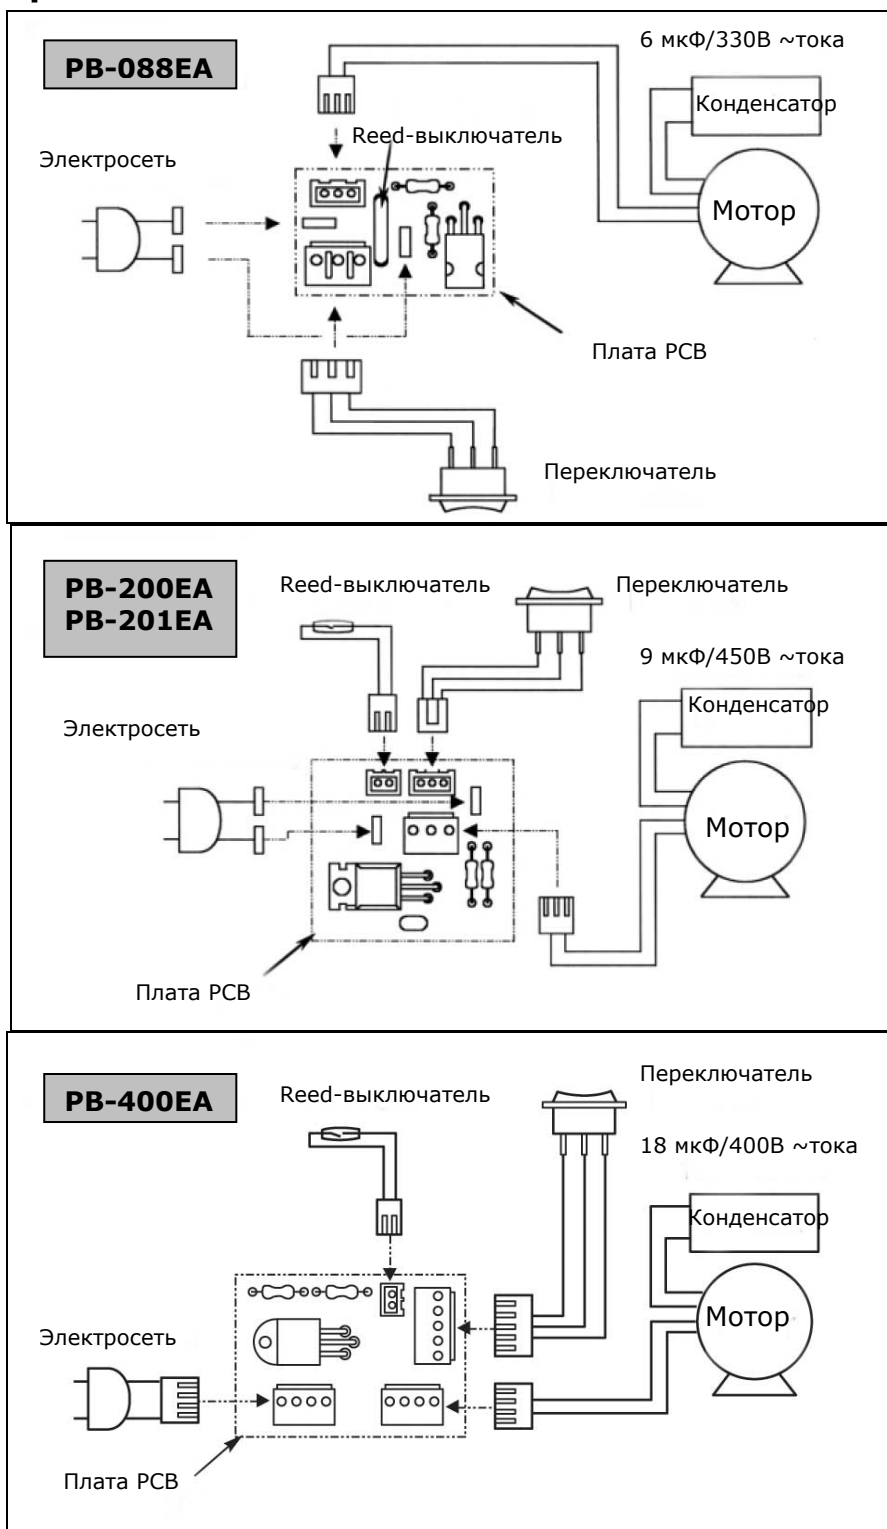 PB-088EA
6 мкФ/330В ~тока
Конденсатор
Reed-выключатель
Электросеть
Мотор
Плата PCB
Переключатель
PB-200EA
PB-201EA
Reed-выключатель
Переключатель
9 мкФ/450В ~тока
Конденсатор
Электросеть
Мотор
Плата PCB
PB-400EA
Reed-выключатель
Переключатель
18 мкФ/400В ~тока
Конденсатор
Мотор
Электросеть
Плата PCB